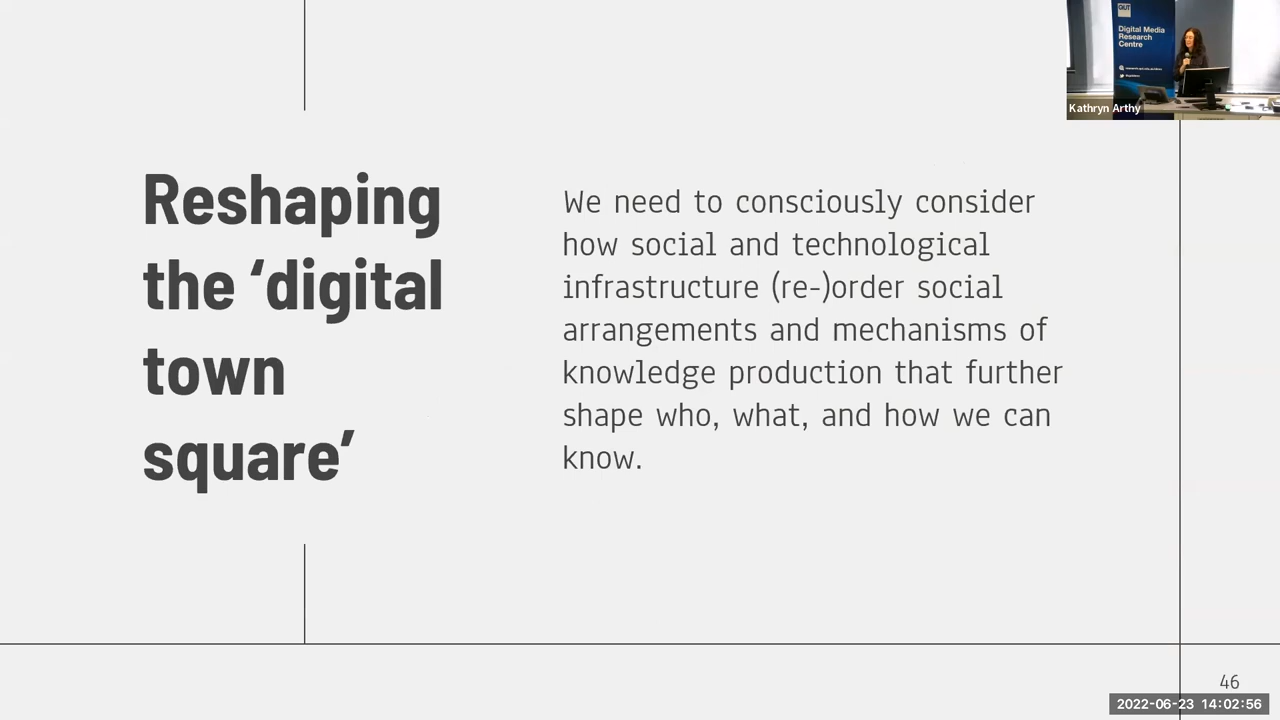 Reshaping
the ‘digital
town
square’
We need to consciously consider
how social and technological
infrastructure (re-)order social
arrangements and mechanisms of
knowledge production that further
shape who, what, and how we can
know.
QUT
Digital Media
Research
Centre
Kathryn Arthy
46
2022-06-23 14:02:56